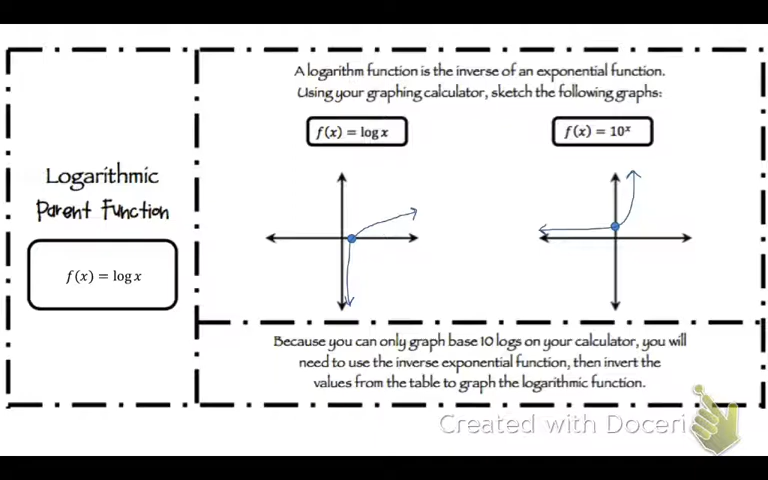 A logarithm function is the inverse of an exponential function.
Using your graphing calculator, sketch the following graphs:
f(x) = log x
f(x) = 10ˣ
Logarithmic
Parent Function
f(x) = log x
Because you can only graph base 10 logs on your calculator, you will
need to use the inverse exponential function, then invert the
values from the table to graph the logarithmic function.
Created with Doceri